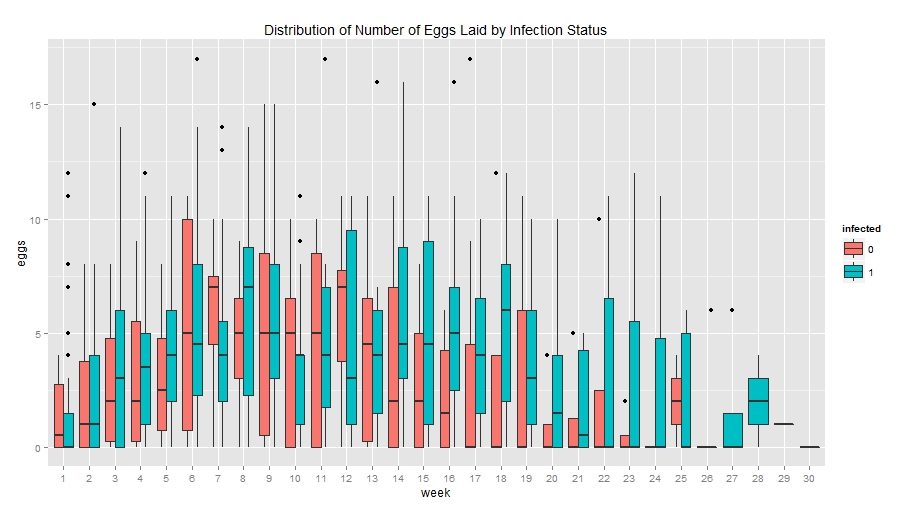 Distribution of Number of Eggs Laid by Infection Status
15
10
5
0
eggs
1 2 3 4 5 6 7 8 9 10 11 12 13 14 15 16 17 18 19 20 21 22 23 24 25 26 27 28 29 30
week
infected
0
1